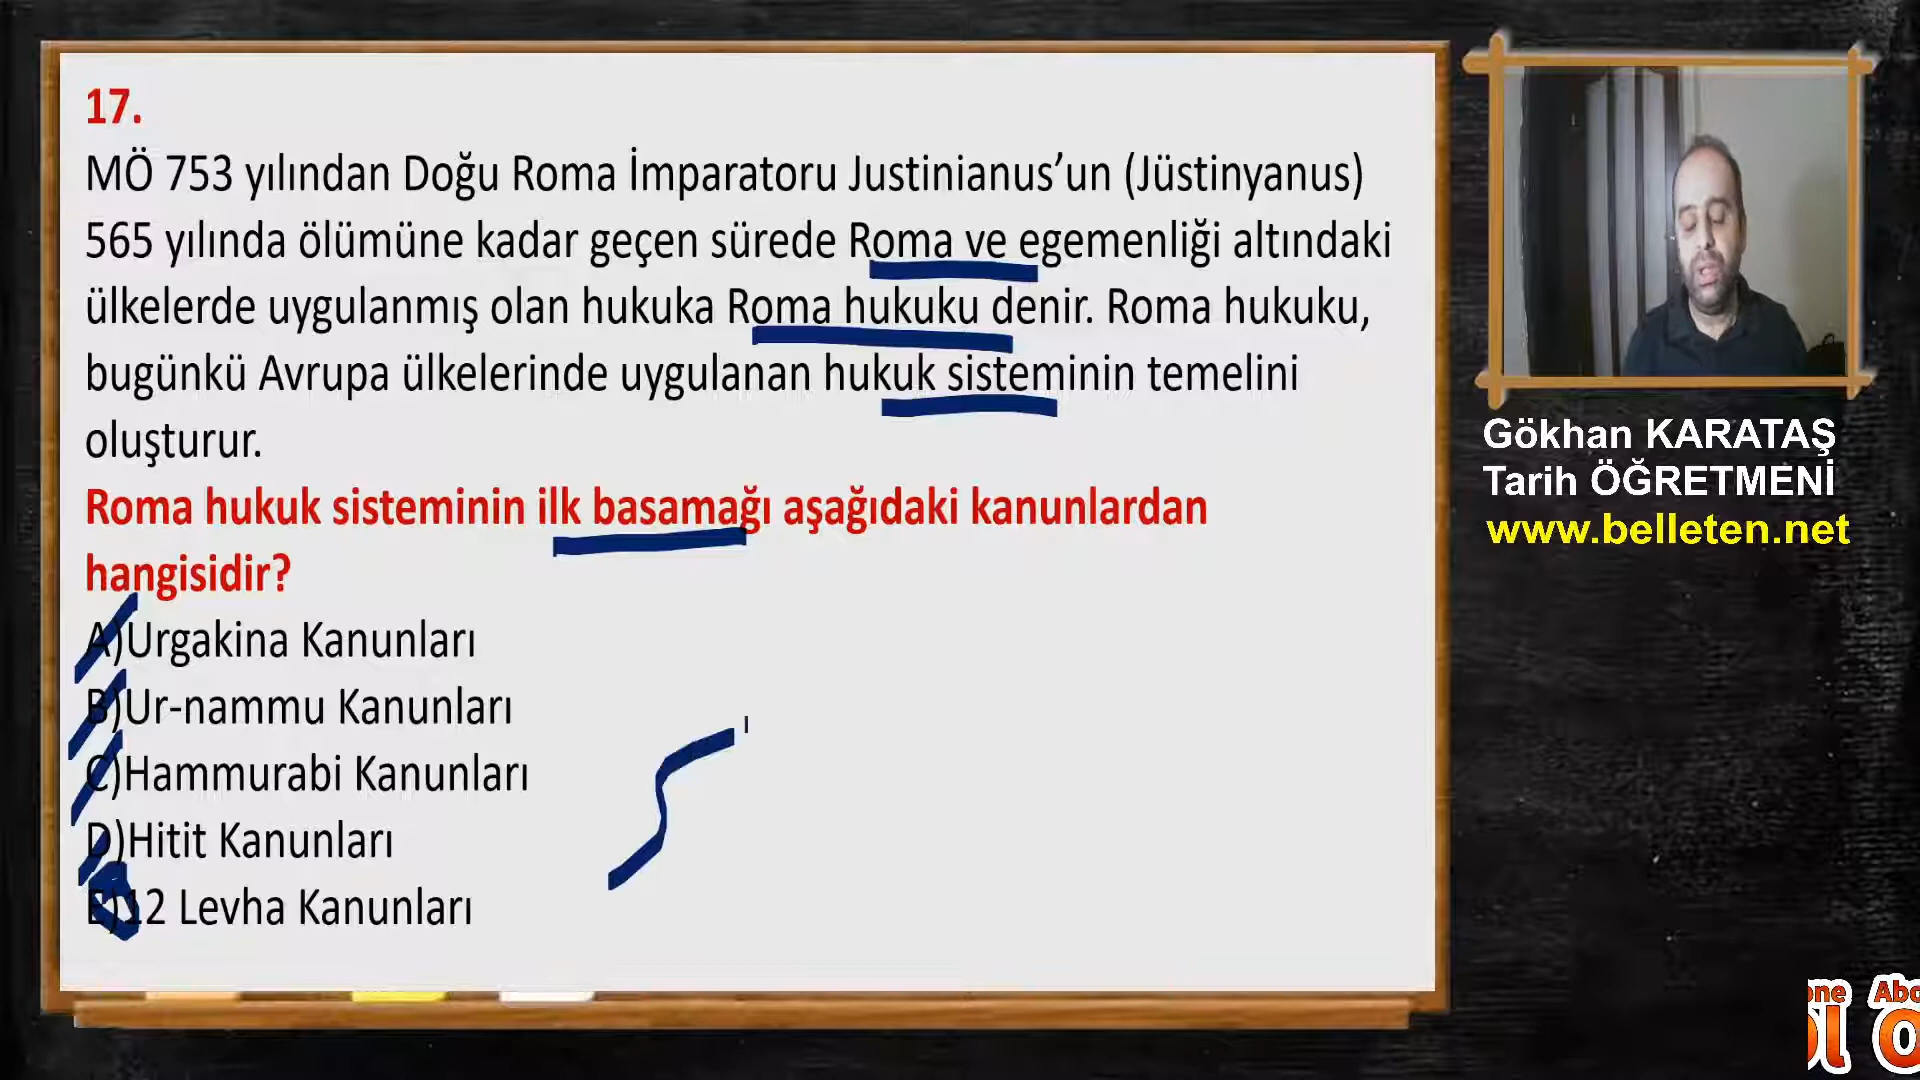 17.
MÖ 753 yılından Doğu Roma İmparatoru Justinianus’un (Jüstinyanus)
565 yılında ölümüne kadar geçen sürede Roma ve egemenliği altındaki
ülkelerde uygulanmış olan hukuka Roma hukuku denir. Roma hukuku,
bugünkü Avrupa ülkelerinde uygulanan hukuk sisteminin temelini
oluşturur.
Roma hukuk sisteminin ilk basamağı aşağıdaki kanunlardan
hangisidir?
A)Urgakina Kanunları
B)Ur-nammu Kanunları
C)Hammurabi Kanunları
D)Hitit Kanunları
E)12 Levha Kanunları
Gökhan KARATAŞ
Tarih ÖĞRETMENİ
www.belleten.net